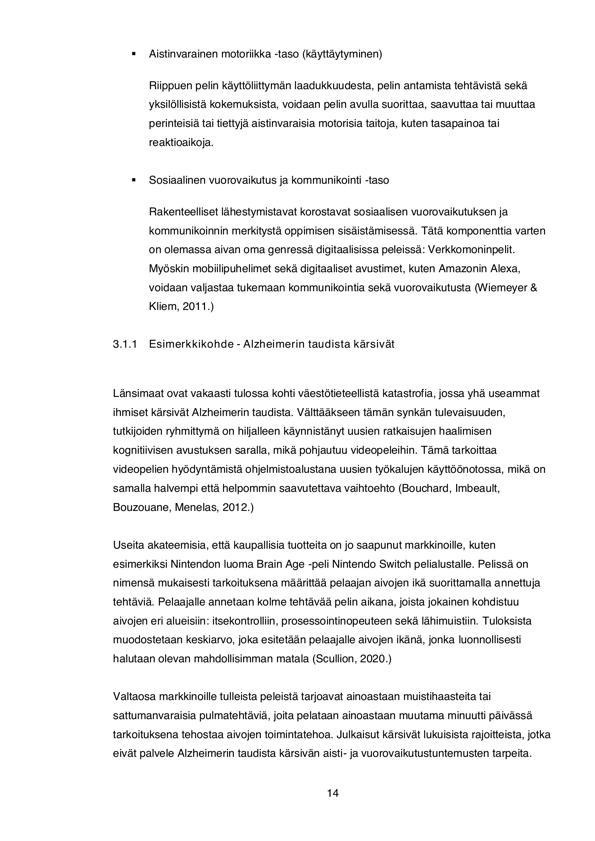 ▪ Aistinvarainen motoriikka -taso (käyttäytyminen)
Riippuen pelin käyttöliittymän laadukkuudesta, pelin antamista tehtävistä sekä
yksilöllisistä kokemuksista, voidaan pelin avulla suorittaa, saavuttaa tai muuttaa
perinteisiä tai tiettyjä aistinvaraisia motorisia taitoja, kuten tasapainoa tai
reaktioaikoja.
▪ Sosiaalinen vuorovaikutus ja kommunikointi -taso
Rakenteelliset lähestymistavat korostavat sosiaalisen vuorovaikutuksen ja
kommunikoinnin merkitystä oppimisen sisäistämisessä. Tätä komponenttia varten
on olemassa aivan oma genressä digitaalisissa peleissä: Verkkomoninpelit.
Myöskin mobiilipuhelimet sekä digitaaliset avustimet, kuten Amazonin Alexa,
voidaan valjastaa tukemaan kommunikointia sekä vuorovaikutusta (Wiemeyer &
Kliem, 2011.)
3.1.1 Esimerkkikohde - Alzheimerin taudista kärsivät
Länsimaat ovat vakaasti tulossa kohti väestötieteellistä katastrofia, jossa yhä useammat
ihmiset kärsivät Alzheimerin taudista. Välttääkseen tämän synkän tulevaisuuden,
tutkijoiden ryhmittymä on hiljalleen käynnistänyt uusien ratkaisujen haalimisen
kognitiivisen avustuksen saralla, mikä pohjautuu videopeleihin. Tämä tarkoittaa
videopelien hyödyntämistä ohjelmistoalustana uusien työkalujen käyttöönotossa, mikä on
samalla halvempi että helpommin saavutettava vaihtoehto (Bouchard, Imbeault,
Bouzouane, Menelas, 2012.)
Useita akateemisia, että kaupallisia tuotteita on jo saapunut markkinoille, kuten
esimerkiksi Nintendon luoma Brain Age -peli Nintendo Switch pelialustalle. Pelissä on
nimensä mukaisesti tarkoituksena määrittää pelaajan aivojen ikä suorittamalla annettuja
tehtäviä. Pelaajalle annetaan kolme tehtävää pelin aikana, joista jokainen kohdistuu
aivojen eri alueisiin: itsekontrolliin, prosessointinopeuteen sekä lähimuistiin. Tuloksista
muodostetaan keskiarvo, joka esitetään pelaajalle aivojen ikänä, jonka luonnollisesti
halutaan olevan mahdollisimman matala (Scullion, 2020.)
Valtaosa markkinoille tulleista peleistä tarjoavat ainoastaan muistihaasteita tai
sattumanvaraisia pulmatehtäviä, joita pelataan ainoastaan muutama minuutti päivässä
tarkoituksena tehostaa aivojen toimintatehoa. Julkaisut kärsivät lukuisista rajoitteista, jotka
eivät palvele Alzheimerin taudista kärsivän aisti- ja vuorovaikutustuntemusten tarpeita.
14